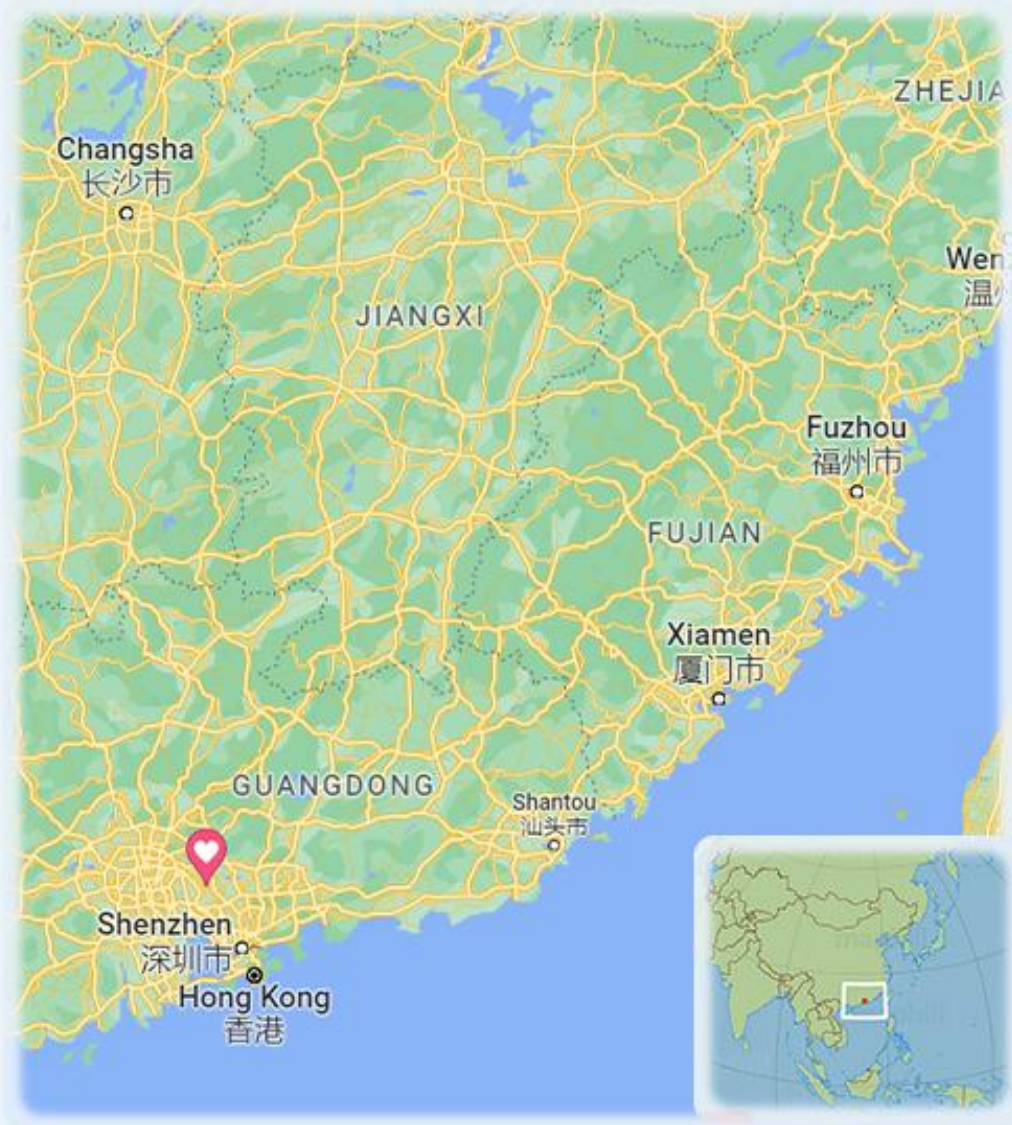 ZHEJIA
Changsha
长沙市
Wen
温
JIANGXI
Fuzhou
福州市
FUJIAN
Xiamen
厦门市
GUANGDONG
Shantou
汕头市
Shenzhen
深圳市
Hong Kong
香港